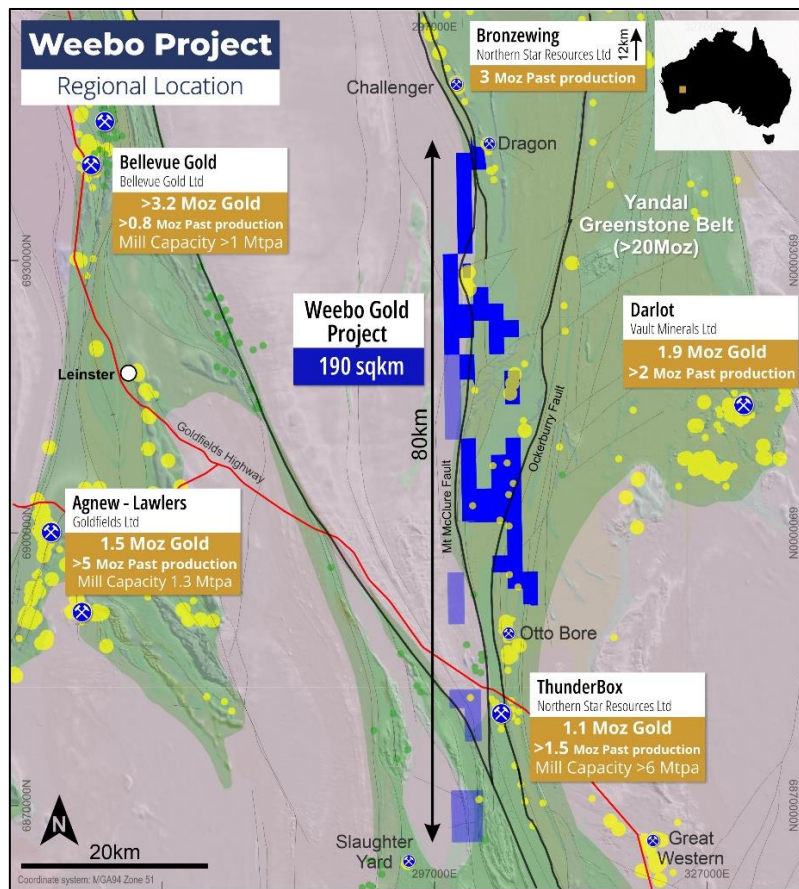 Weebo Project
Regional Location
297000E
12km
Bronzewing
Northern Star Resources Ltd
3 Moz Past production
Challenger
Dragon
Bellevue Gold
Bellevue Gold Ltd
>3.2 Moz Gold
>0.8 Moz Past production
Mill Capacity >1 Mtpa
Yandal
Greenstone Belt
(>20Moz)
6930000N
6930000N
Weebo Gold
Project
190 sqkm
Darlot
Vault Minerals Ltd
1.9 Moz Gold
>2 Moz Past production
Leinster
80km
Goldfields Highway
Ockerburry Fault
Mt McClure Fault
Agnew - Lawlers
Goldfields Ltd
1.5 Moz Gold
>5 Moz Past production
Mill Capacity 1.3 Mtpa
6900000N
6900000N
Otto Bore
ThunderBox
Northern Star Resources Ltd
1.1 Moz Gold
>1.5 Moz Past production
Mill Capacity >6 Mtpa
6870000N
6870000N
N
20km
Slaughter
Yard
Great
Western
297000E
327000E
Coordinate system: MGA94 Zone 51